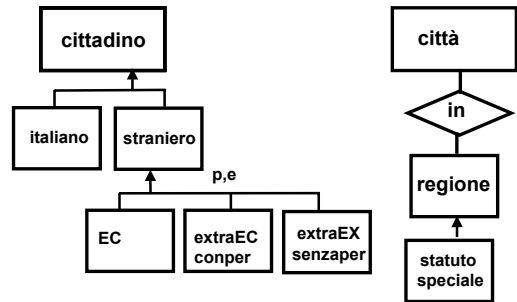 cittadino
italiano
straniero
p,e
EC
extraEC
conper
extraEX
senzaper
città
in
regione
statuto
speciale